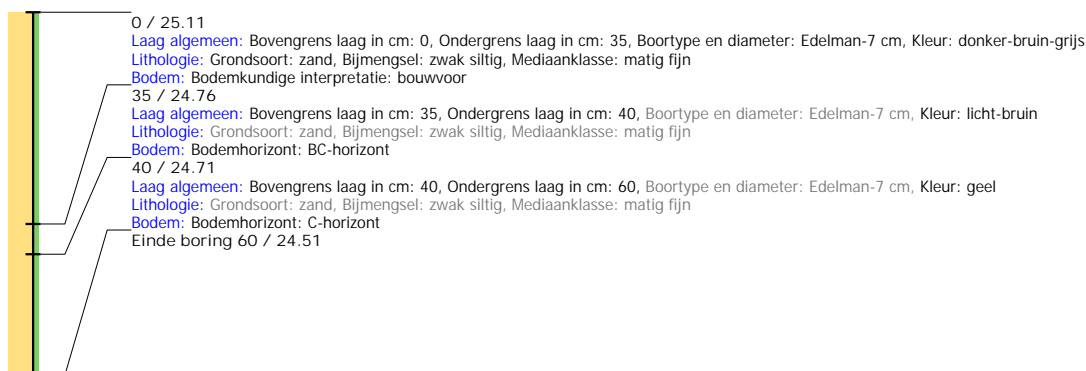 0 / 25.11
Laag algemeen: Bovengrens laag in cm: 0, Ondergrens laag in cm: 35, Boortype en diameter: Edelman-7 cm, Kleur: donker-bruin-grijs
Lithologie: Grondsoort: zand, Bijmengsel: zwak siltig, Mediaanklasse: matig fijn
Bodem: Bodemkundige interpretatie: bouwvoor
35 / 24.76
Laag algemeen: Bovengrens laag in cm: 35, Ondergrens laag in cm: 40, Boortype en diameter: Edelman-7 cm, Kleur: licht-bruin
Lithologie: Grondsoort: zand, Bijmengsel: zwak siltig, Mediaanklasse: matig fijn
Bodem: Bodemhorizont: BC-horizont
40 / 24.71
Laag algemeen: Bovengrens laag in cm: 40, Ondergrens laag in cm: 60, Boortype en diameter: Edelman-7 cm, Kleur: geel
Lithologie: Grondsoort: zand, Bijmengsel: zwak siltig, Mediaanklasse: matig fijn
Bodem: Bodemhorizont: C-horizont
Einde boring 60 / 24.51